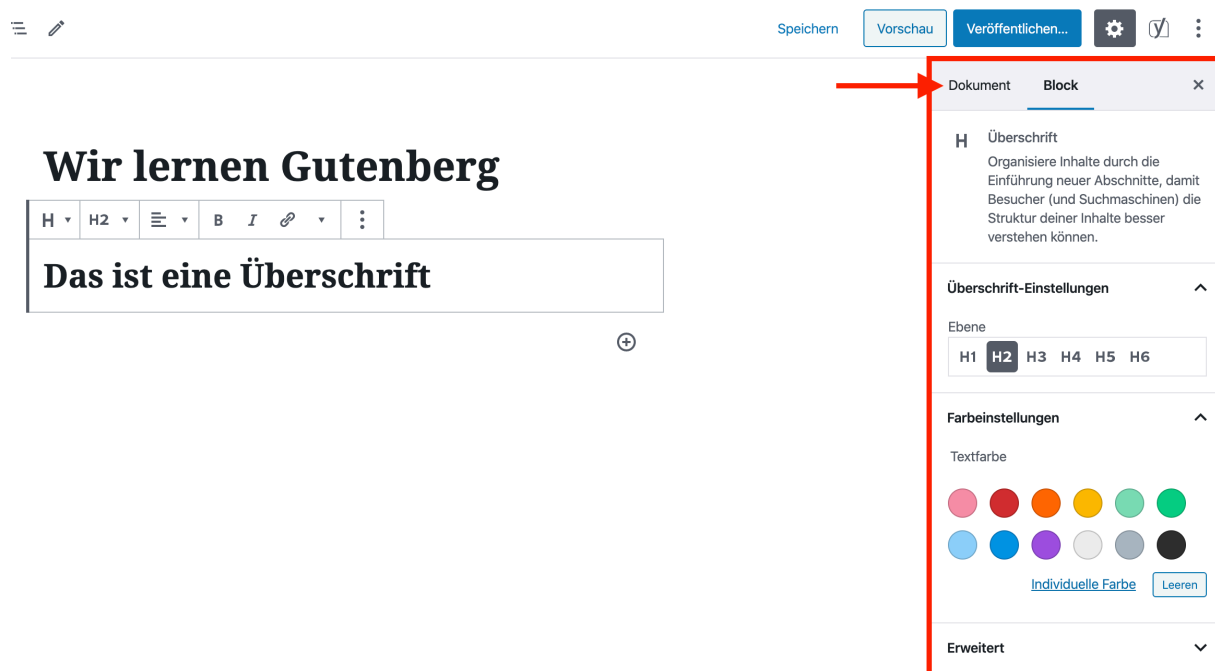 Speichern Vorschau Veröffentlichen...
Dokument Block
Wir lernen Gutenberg
H H2 B I
Das ist eine Überschrift
H Überschrift
Organisiere Inhalte durch die
Einführung neuer Abschnitte, damit
Besucher (und Suchmaschinen) die
Struktur deiner Inhalte besser
verstehen können.
Überschrift-Einstellungen
Ebene
H1 H2 H3 H4 H5 H6
Farbeinstellungen
Textfarbe
Individuelle Farbe Leeren
Erweitert